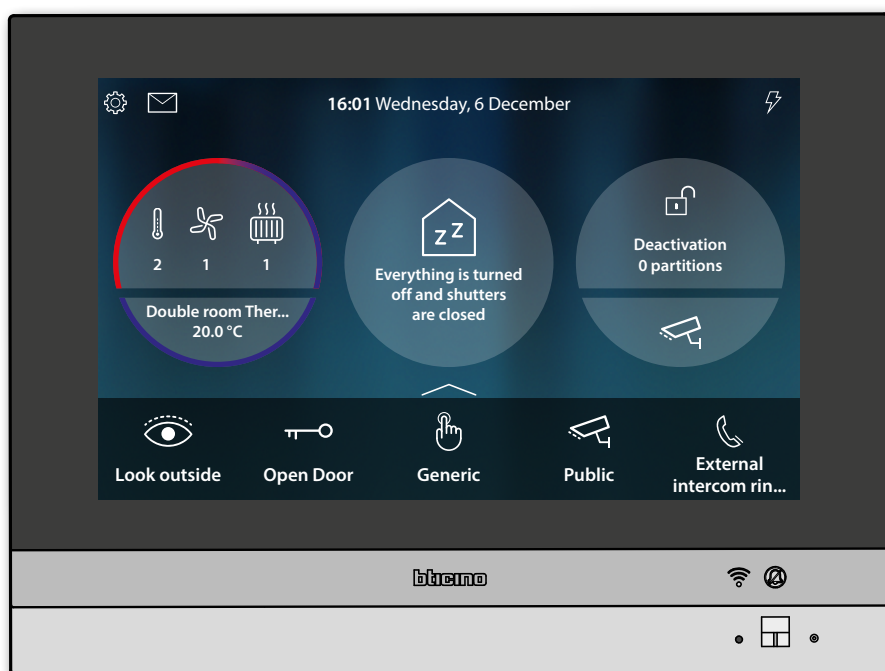 16:01 Wednesday, 6 December
2 1 1
Double room Ther...
20.0 °C
zZ
Everything is turned
off and shutters
are closed
Deactivation
0 partitions
Look outside
Open Door
Generic
Public
External
intercom rin...
bticino